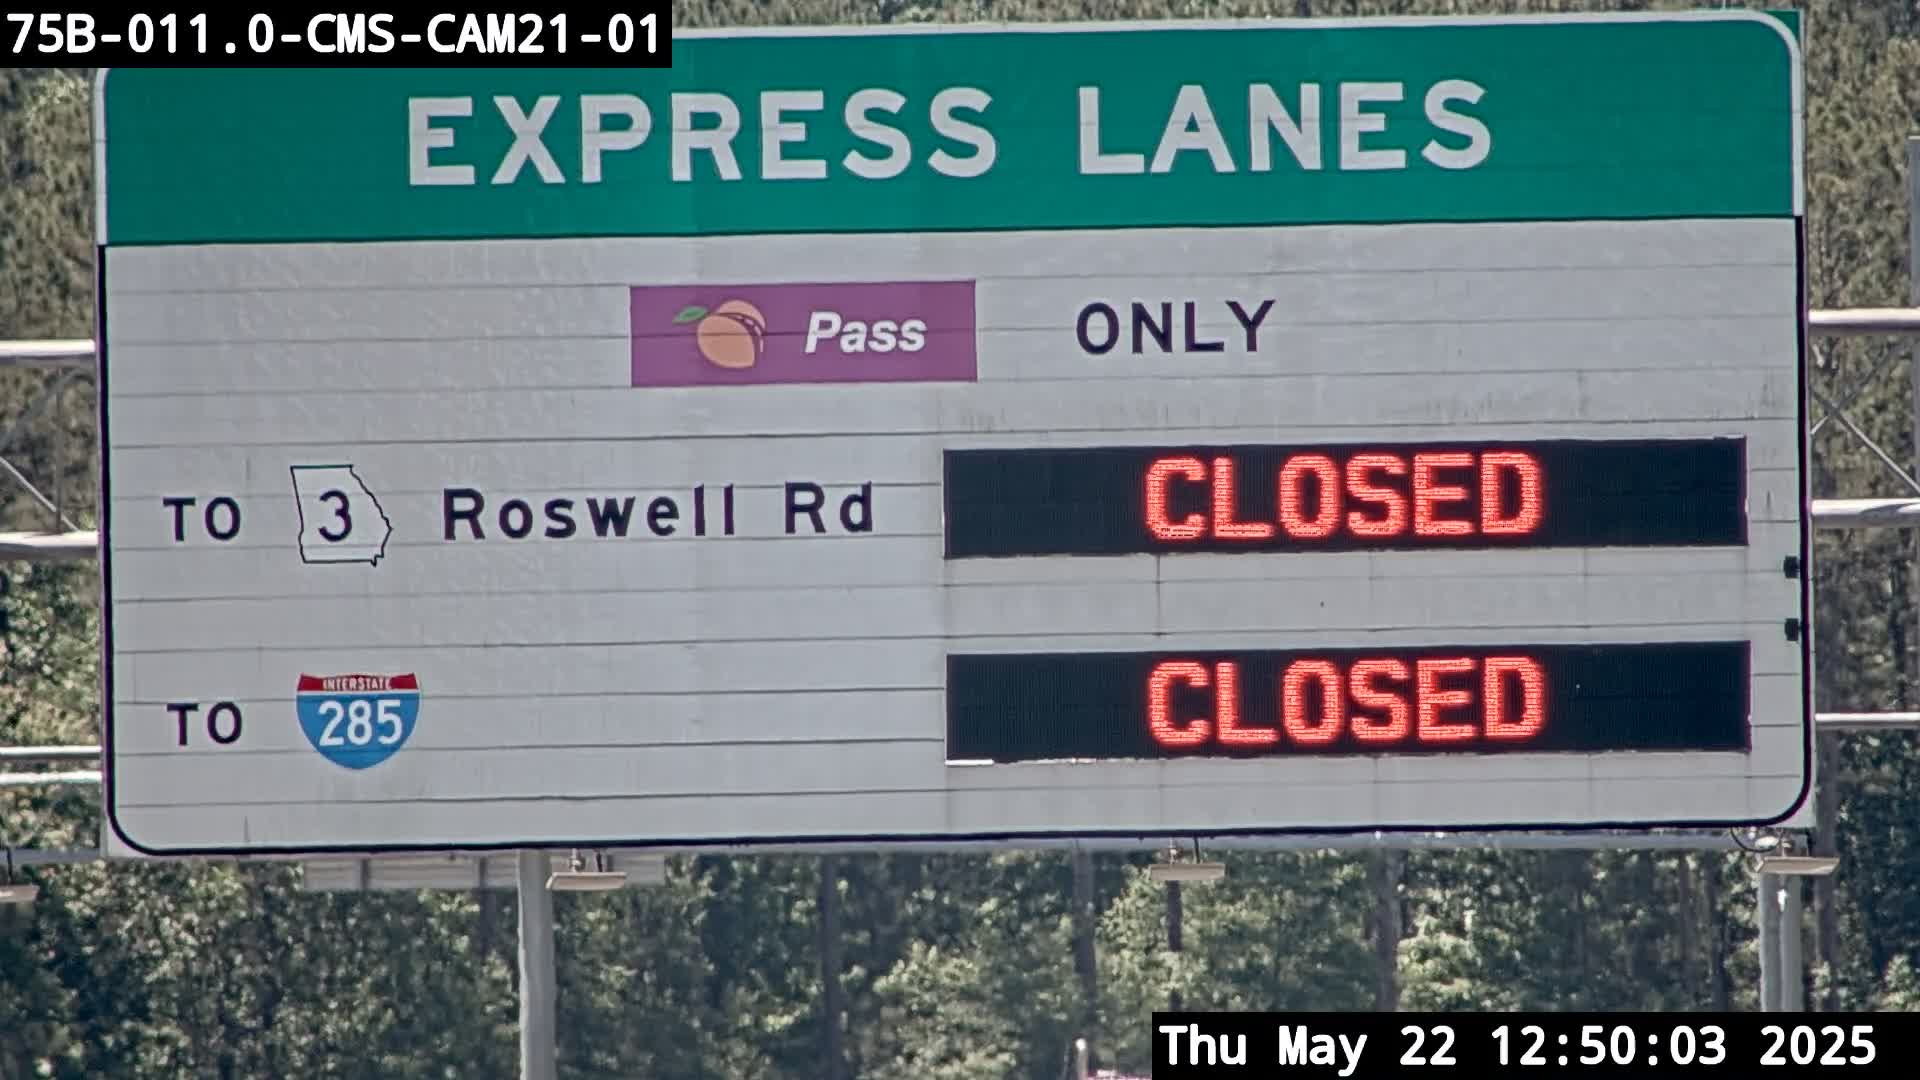 75B-011.0-CMS-CAM21-01
EXPRESS LANES
Pass ONLY
TO 3 Roswell Rd CLOSED
INTERSTATE
TO 285 CLOSED
Thu May 22 12:50:03 2025